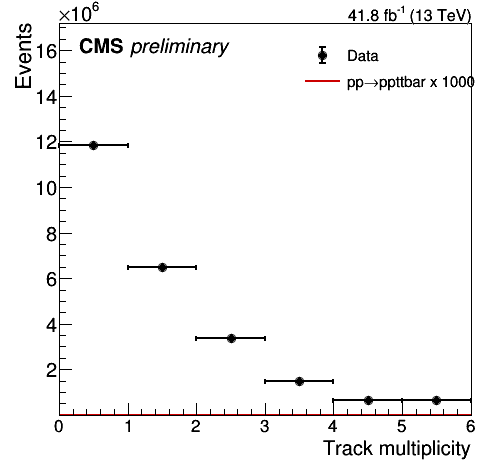 ×10⁶
41.8 fb⁻¹ (13 TeV)
CMS preliminary
Events
Data
pp→ppttbar x 1000
16
14
12
10
8
6
4
2
0 1 2 3 4 5 6
Track multiplicity